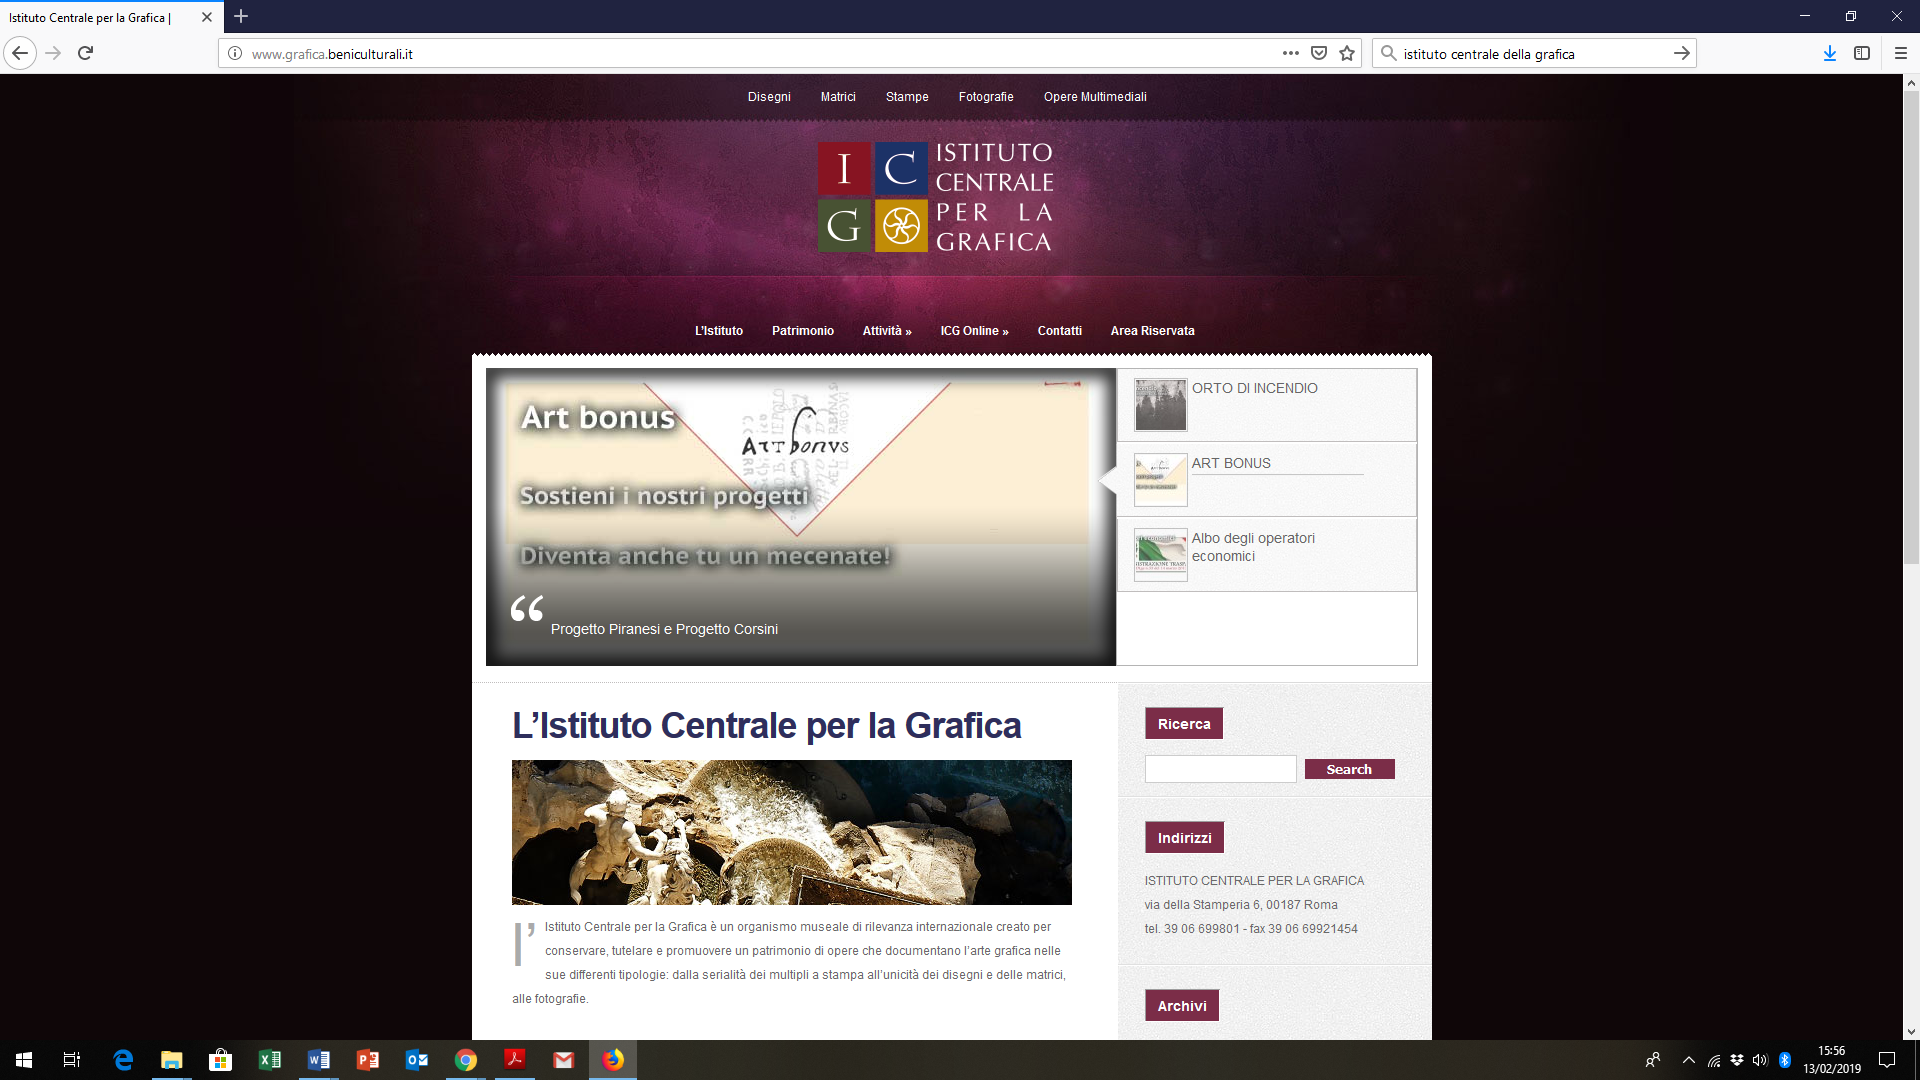 Istituto Centrale per la Grafica |
www.grafica.beniculturali.it
istituto centrale della grafica
Disegni Matrici Stampe Fotografie Opere Multimediali
I C G
ISTITUTO
CENTRALE
PER LA
GRAFICA
L'Istituto Patrimonio Attività » ICG Online » Contatti Area Riservata
Art bonus
ART bonus
Sostieni i nostri progetti
Diventa anche tu un mecenate!
“
Progetto Piranesi e Progetto Corsini
ORTO DI INCENDIO
ART BONUS
Albo degli operatori
economici
L’Istituto Centrale per la Grafica
l’Istituto Centrale per la Grafica è un organismo museale di rilevanza internazionale creato per
conservare, tutelare e promuovere un patrimonio di opere che documentano l’arte grafica nelle
sue differenti tipologie: dalla serialità dei multipli a stampa all’unicità dei disegni e delle matrici,
alle fotografie.
Ricerca
Search
Indirizzi
ISTITUTO CENTRALE PER LA GRAFICA
via della Stamperia 6, 00187 Roma
tel. 39 06 699801 - fax 39 06 69921454
Archivi
15:56
13/02/2019